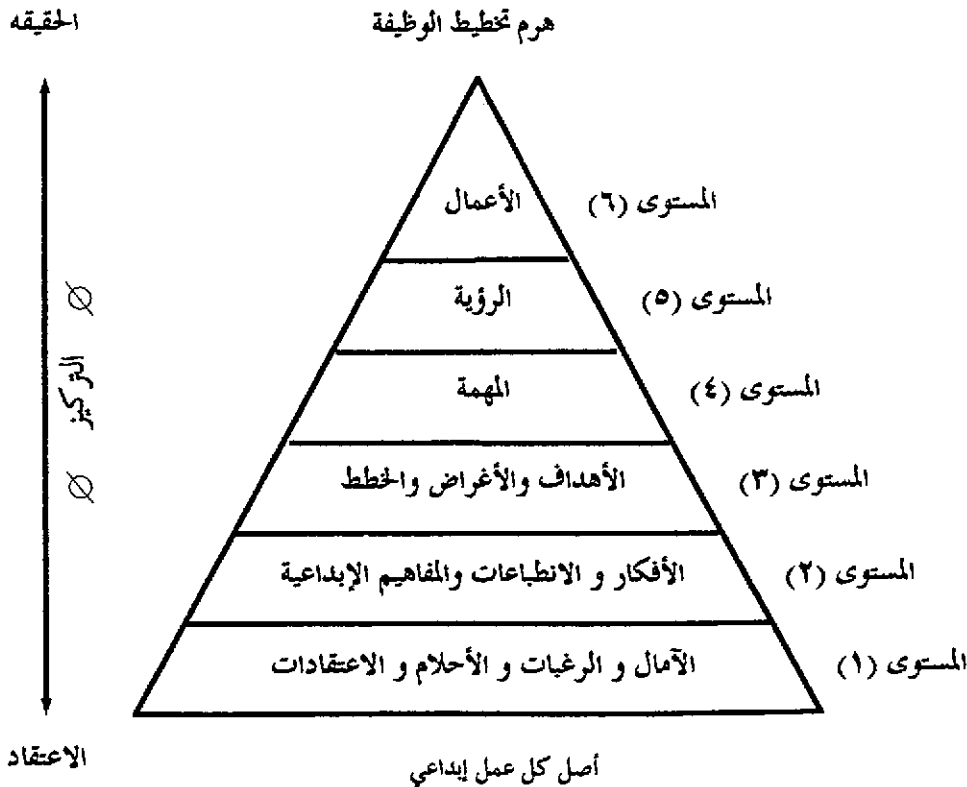 هرم تخطيط الوظيفة
الحقيقه
الأعمال
المستوى (٦)
الرؤية
المستوى (٥)
المهمة
المستوى (٤)
الأهداف والأغراض والخطط
المستوى (٣)
الأفكار و الانطباعات والمفاهيم الإبداعية
المستوى (٢)
الآمال و الرغبات و الأحلام و الاعتقادات
المستوى (١)
التركيز
الاعتقاد
أصل كل عمل إبداعي